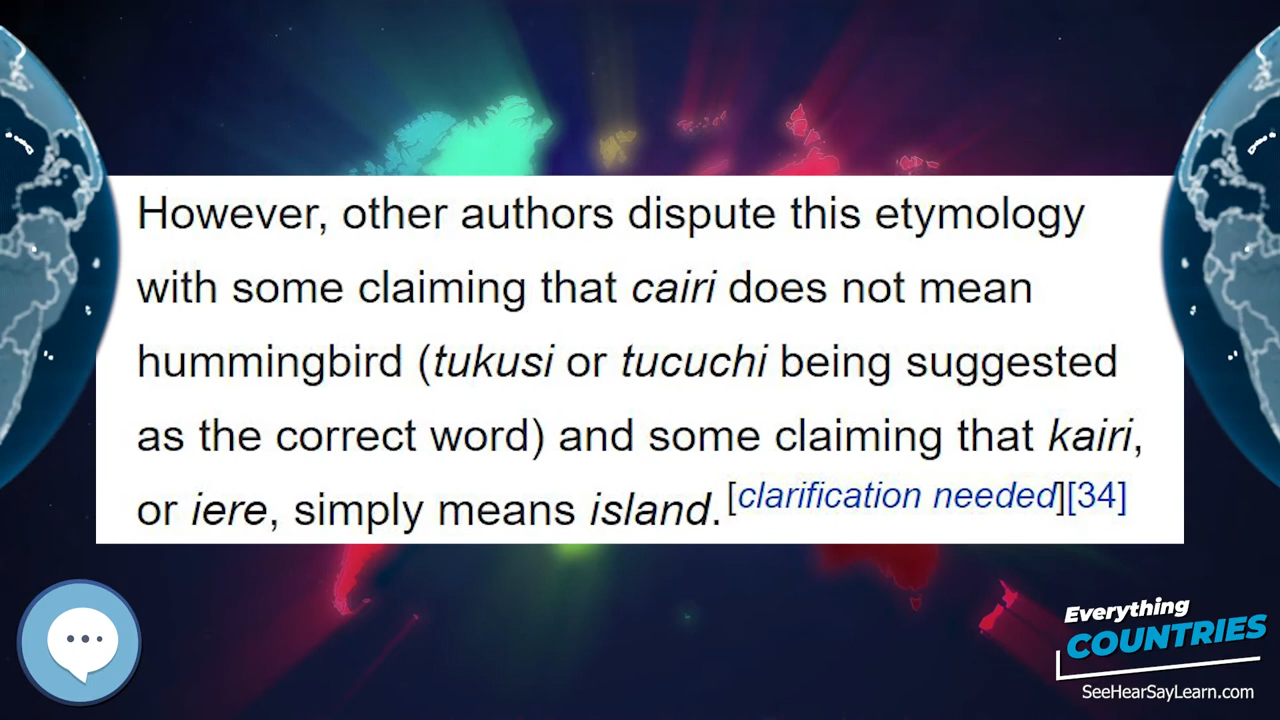 However, other authors dispute this etymology
with some claiming that cairi does not mean
hummingbird (tukusi or tucuchi being suggested
as the correct word) and some claiming that kairi,
or iere, simply means island.[clarification needed][34]
Everything
COUNTRIES
SeeHearSayLearn.com